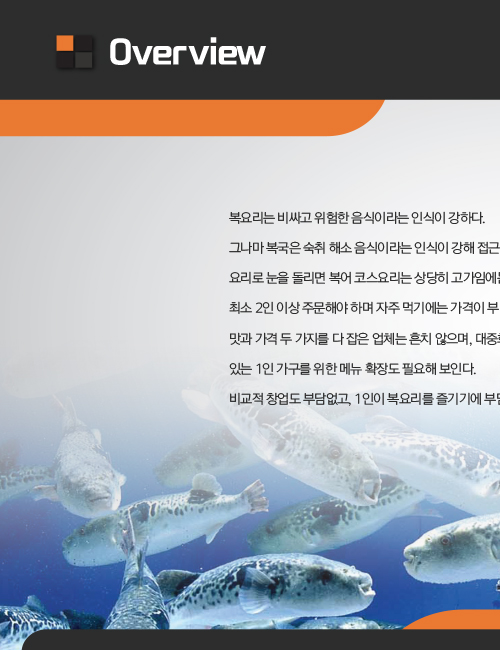 Overview
복요리는 비싸고 위험한 음식이라는 인식이 강하다.
그나마 복국은 숙취 해소 음식이라는 인식이 강해 접근
요리로 눈을 돌리면 복어 코스요리는 상당히 고가임에
최소 2인 이상 주문해야 하며 자주 먹기에는 가격이 부
맛과 가격 두 가지를 다 잡은 업체는 흔치 않으며, 대중
있는 1인 가구를 위한 메뉴 확장도 필요해 보인다.
비교적 창업도 부담없고, 1인이 복요리를 즐기기에 부